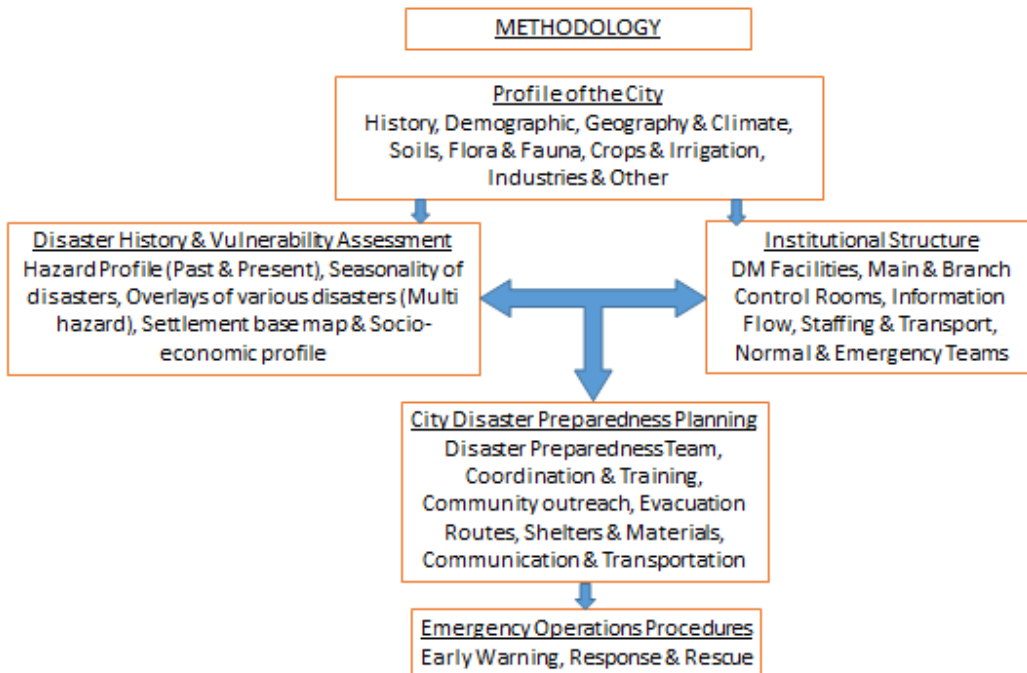 METHODOLOGY
Profile of the City
History, Demographic, Geography & Climate,
Soils, Flora & Fauna, Crops & Irrigation,
Industries & Other
Disaster History & Vulnerability Assessment
Hazard Profile (Past & Present), Seasonality of
disasters, Overlays of various disasters (Multi
hazard), Settlement base map & Socio-
economic profile
Institutional Structure
DM Facilities, Main & Branch
Control Rooms, Information
Flow, Staffing & Transport,
Normal & Emergency Teams
City Disaster Preparedness Planning
Disaster Preparedness Team,
Coordination & Training,
Community outreach, Evacuation
Routes, Shelters & Materials,
Communication & Transportation
Emergency Operations Procedures
Early Warning, Response & Rescue